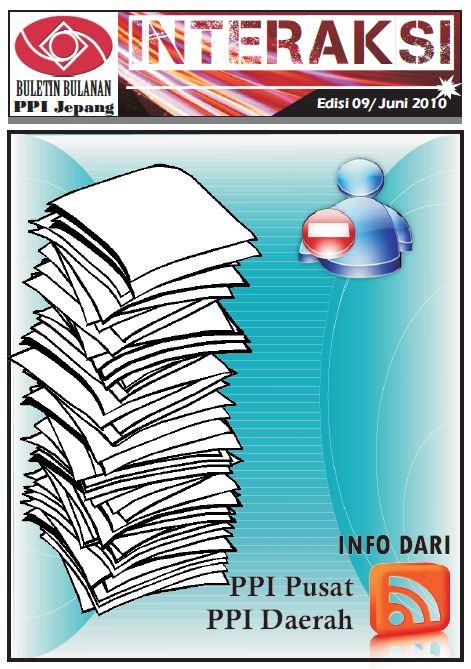 INTERAKSI
BULETIN BULANAN
PPI Jepang
Edisi 09/ Juni 2010
INFO DARI
PPI Pusat
PPI Daerah